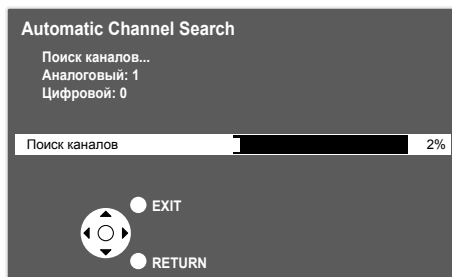 Automatic Channel Search
Поиск каналов...
Аналоговый: 1
Цифровой: 0
Поиск каналов 2%
EXIT
RETURN